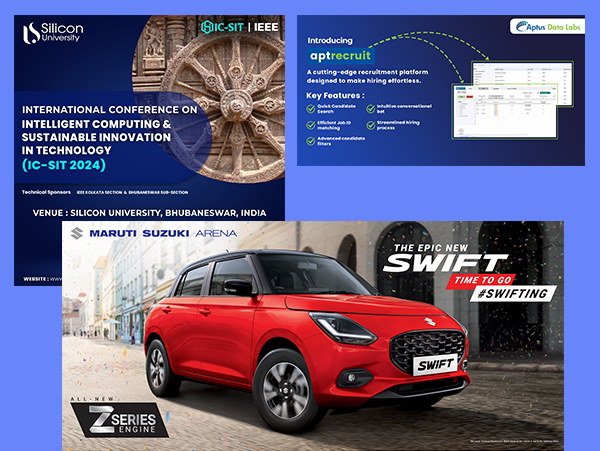 Silicon
University
IC-SIT | IEEE
INTERNATIONAL CONFERENCE ON
INTELLIGENT COMPUTING &
SUSTAINABLE INNOVATION
IN TECHNOLOGY
(IC-SIT 2024)
Technical Sponsors IEEE KOLKATA SECTION & BHUBANESWAR SUB-SECTION
VENUE : SILICON UNIVERSITY, BHUBANESWAR, INDIA
WEBSITE : WWW
Aptus Data Labs
Introducing
aptrecruit
A cutting-edge recruitment platform
designed to make hiring effortless.
Key Features :
Quick Candidate
Search
Intuitive conversational
bot
Efficient Job ID
matching
Streamlined hiring
process
Advanced candidate
filters
MARUTI SUZUKI ARENA
THE EPIC NEW
SWIFT
TIME TO GO
#SWIFTING
SWIFT
ALL-NEW
Z SERIES
ENGINE